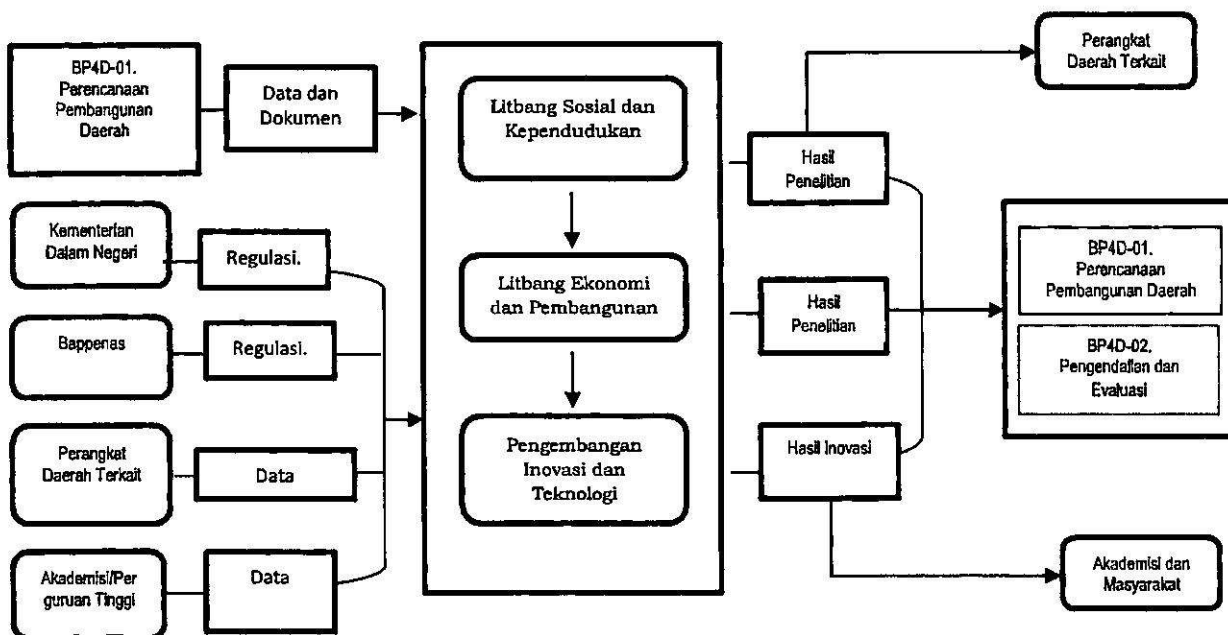 BP4D-01.
Perencanaan
Pembangunan
Daerah
Data dan
Dokumen
Kementerian
Dalam Negeri
Regulasi.
Bappenas
Regulasi.
Perangkat
Daerah Terkait
Data
Akademisi/Per
guruan Tinggi
Data
Litbang Sosial dan
Kependudukan
Litbang Ekonomi
dan Pembangunan
Pengembangan
Inovasi dan
Teknologi
Hasil
Penelitian
Hasil
Penelitian
Hasil Inovasi
Perangkat
Daerah Terkait
BP4D-01.
Perencanaan
Pembangunan Daerah
BP4D-02.
Pengendalian dan
Evaluasi
Akademisi dan
Masyarakat